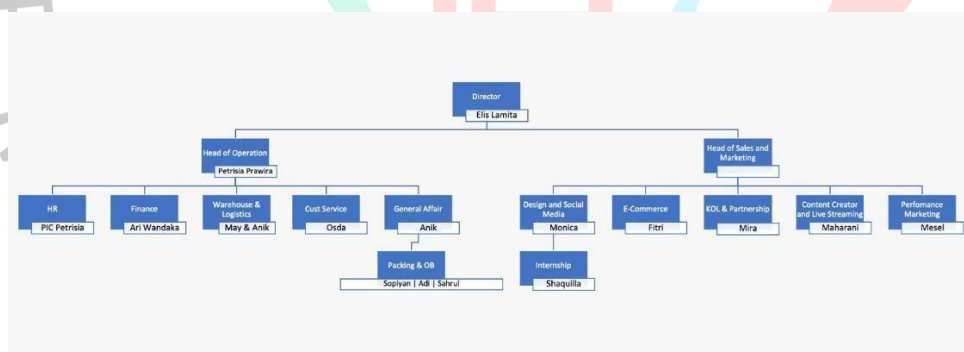 Director
Elis Lamita
Head of Operation
Petrisia Prawira
Head of Sales and
Marketing
HR
PIC Petrisia
Finance
Ari Wandaka
Warehouse &
Logistics
May & Anik
Cust Service
Osda
General Affair
Anik
Design and Social
Media
Monica
E-Commerce
Fitri
KOL & Partnership
Mira
Content Creator
and Live Streaming
Maharani
Perfomance
Marketing
Mesel
Packing & OB
Sopiyan | Adi | Sahrul
Internship
Shaquilla